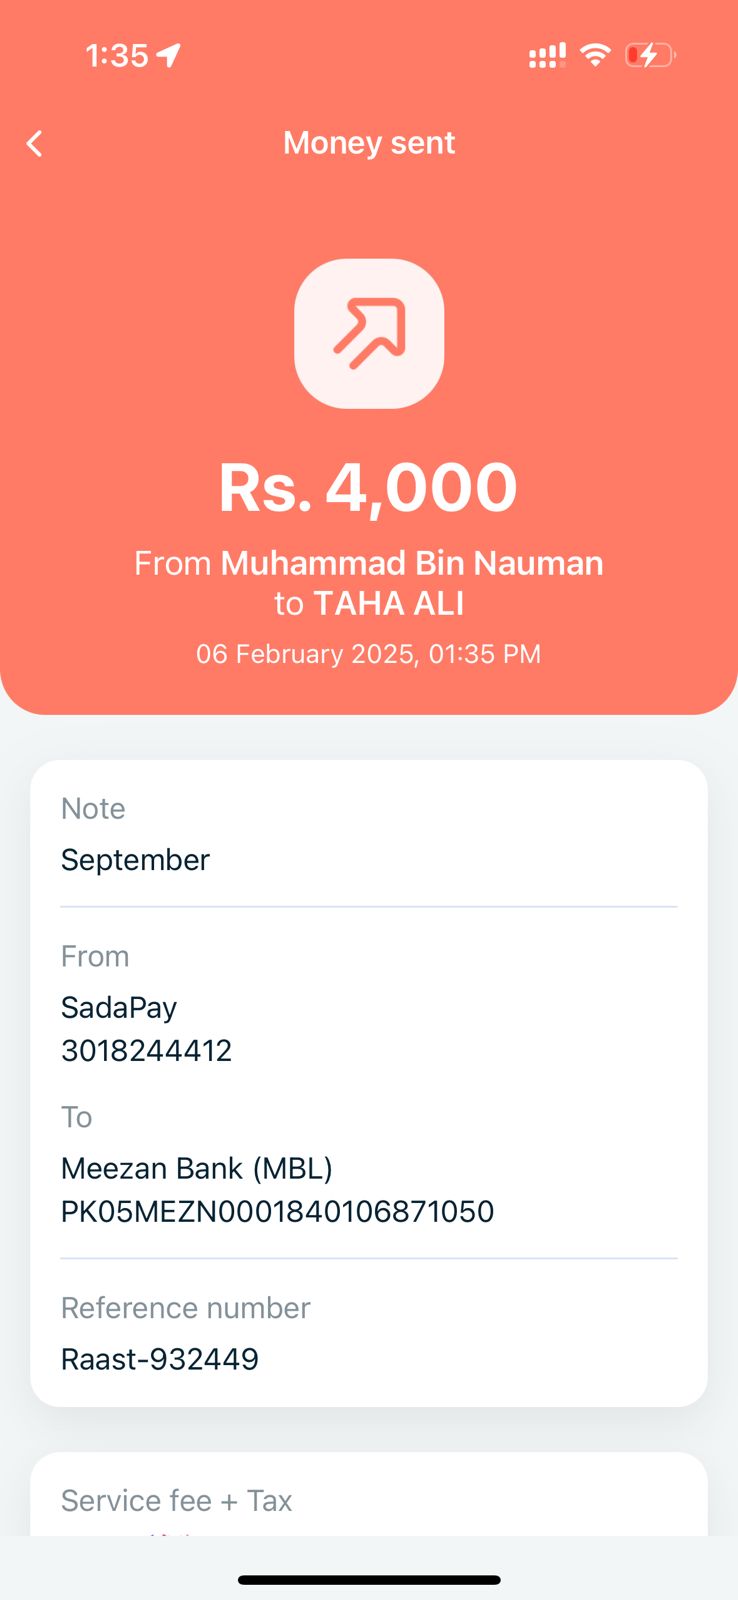 1:35
Money sent
Rs. 4,000
From Muhammad Bin Nauman
to TAHA ALI
06 February 2025, 01:35 PM
Note
September
From
SadaPay
3018244412
To
Meezan Bank (MBL)
PK05MEZN0001840106871050
Reference number
Raast-932449
Service fee + Tax